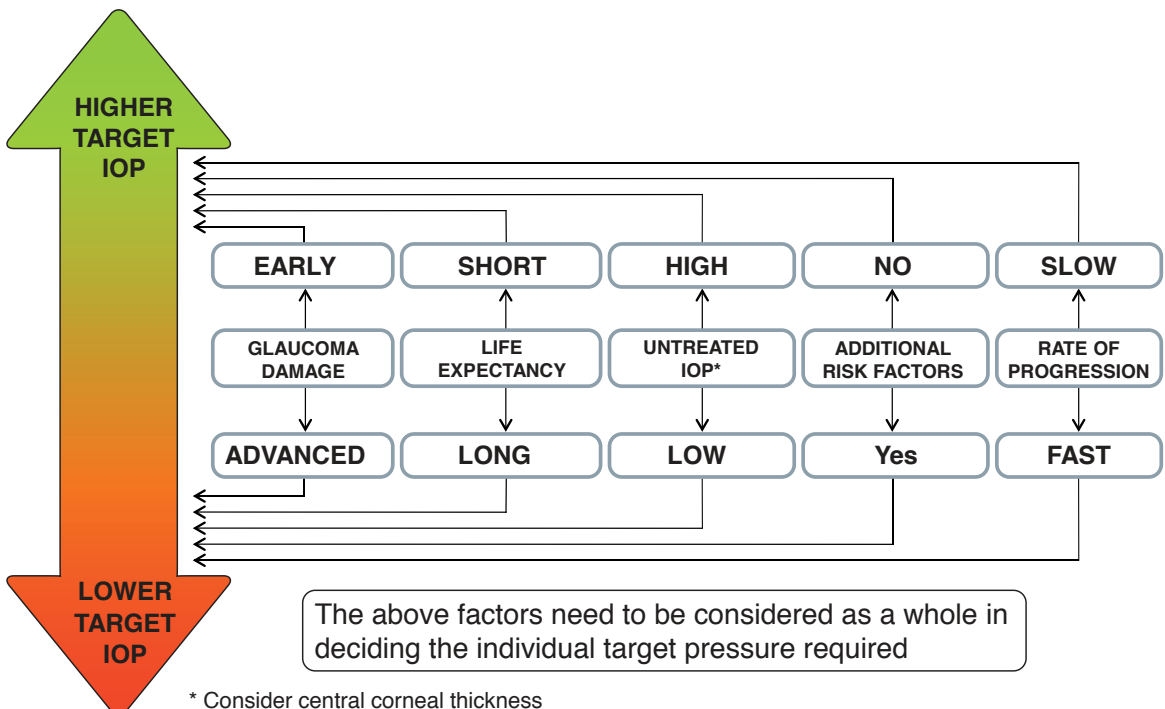 HIGHER
TARGET
IOP
EARLY
SHORT
HIGH
NO
SLOW
GLAUCOMA
DAMAGE
LIFE
EXPECTANCY
UNTREATED
IOP*
ADDITIONAL
RISK FACTORS
RATE OF
PROGRESSION
ADVANCED
LONG
LOW
Yes
FAST
LOWER
TARGET
IOP
The above factors need to be considered as a whole in
deciding the individual target pressure required
* Consider central corneal thickness